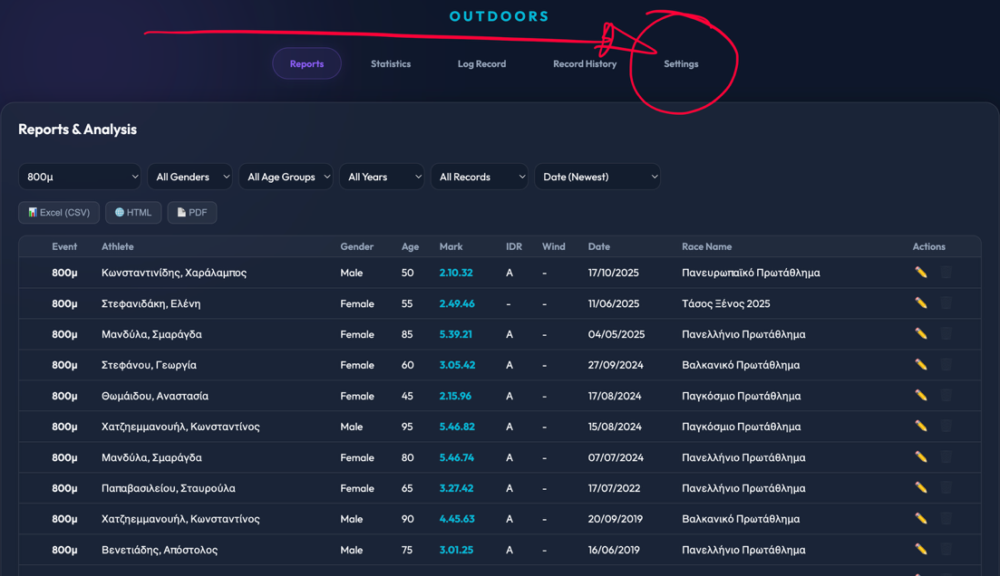 OUTDOORS
Reports Statistics Log Record Record History Settings
Reports & Analysis
800μ All Genders All Age Groups All Years All Records Date (Newest)
Excel (CSV) HTML PDF
Event Athlete Gender Age Mark IDR Wind Date Race Name Actions
800μ Κωνσταντινίδης, Χαράλαμπος Male 50 2.10.32 A - 17/10/2025 Πανευρωπαϊκό Πρωτάθλημα
800μ Στεφανιδάκη, Ελένη Female 55 2.49.46 - - 11/06/2025 Τάσος Ξένος 2025
800μ Μανδύλα, Σμαράγδα Female 85 5.39.21 A - 04/05/2025 Πανελλήνιο Πρωτάθλημα
800μ Στεφάνου, Γεωργία Female 60 3.05.42 A - 27/09/2024 Βαλκανικό Πρωτάθλημα
800μ Θωμάιδου, Αναστασία Female 45 2.15.96 A - 17/08/2024 Παγκόσμιο Πρωτάθλημα
800μ Χατζηεμμανουήλ, Κωνσταντίνος Male 95 5.46.82 A - 15/08/2024 Παγκόσμιο Πρωτάθλημα
800μ Μανδύλα, Σμαράγδα Female 80 5.46.74 A - 07/07/2024 Πανελλήνιο Πρωτάθλημα
800μ Παπαβασιλείου, Σταυρούλα Female 65 3.27.42 A - 17/07/2022 Πανελλήνιο Πρωτάθλημα
800μ Χατζηεμμανουήλ, Κωνσταντίνος Male 90 4.45.63 A - 20/09/2019 Βαλκανικό Πρωτάθλημα
800μ Βενετιάδης, Απόστολος Male 75 3.01.25 A - 16/06/2019 Πανελλήνιο Πρωτάθλημα